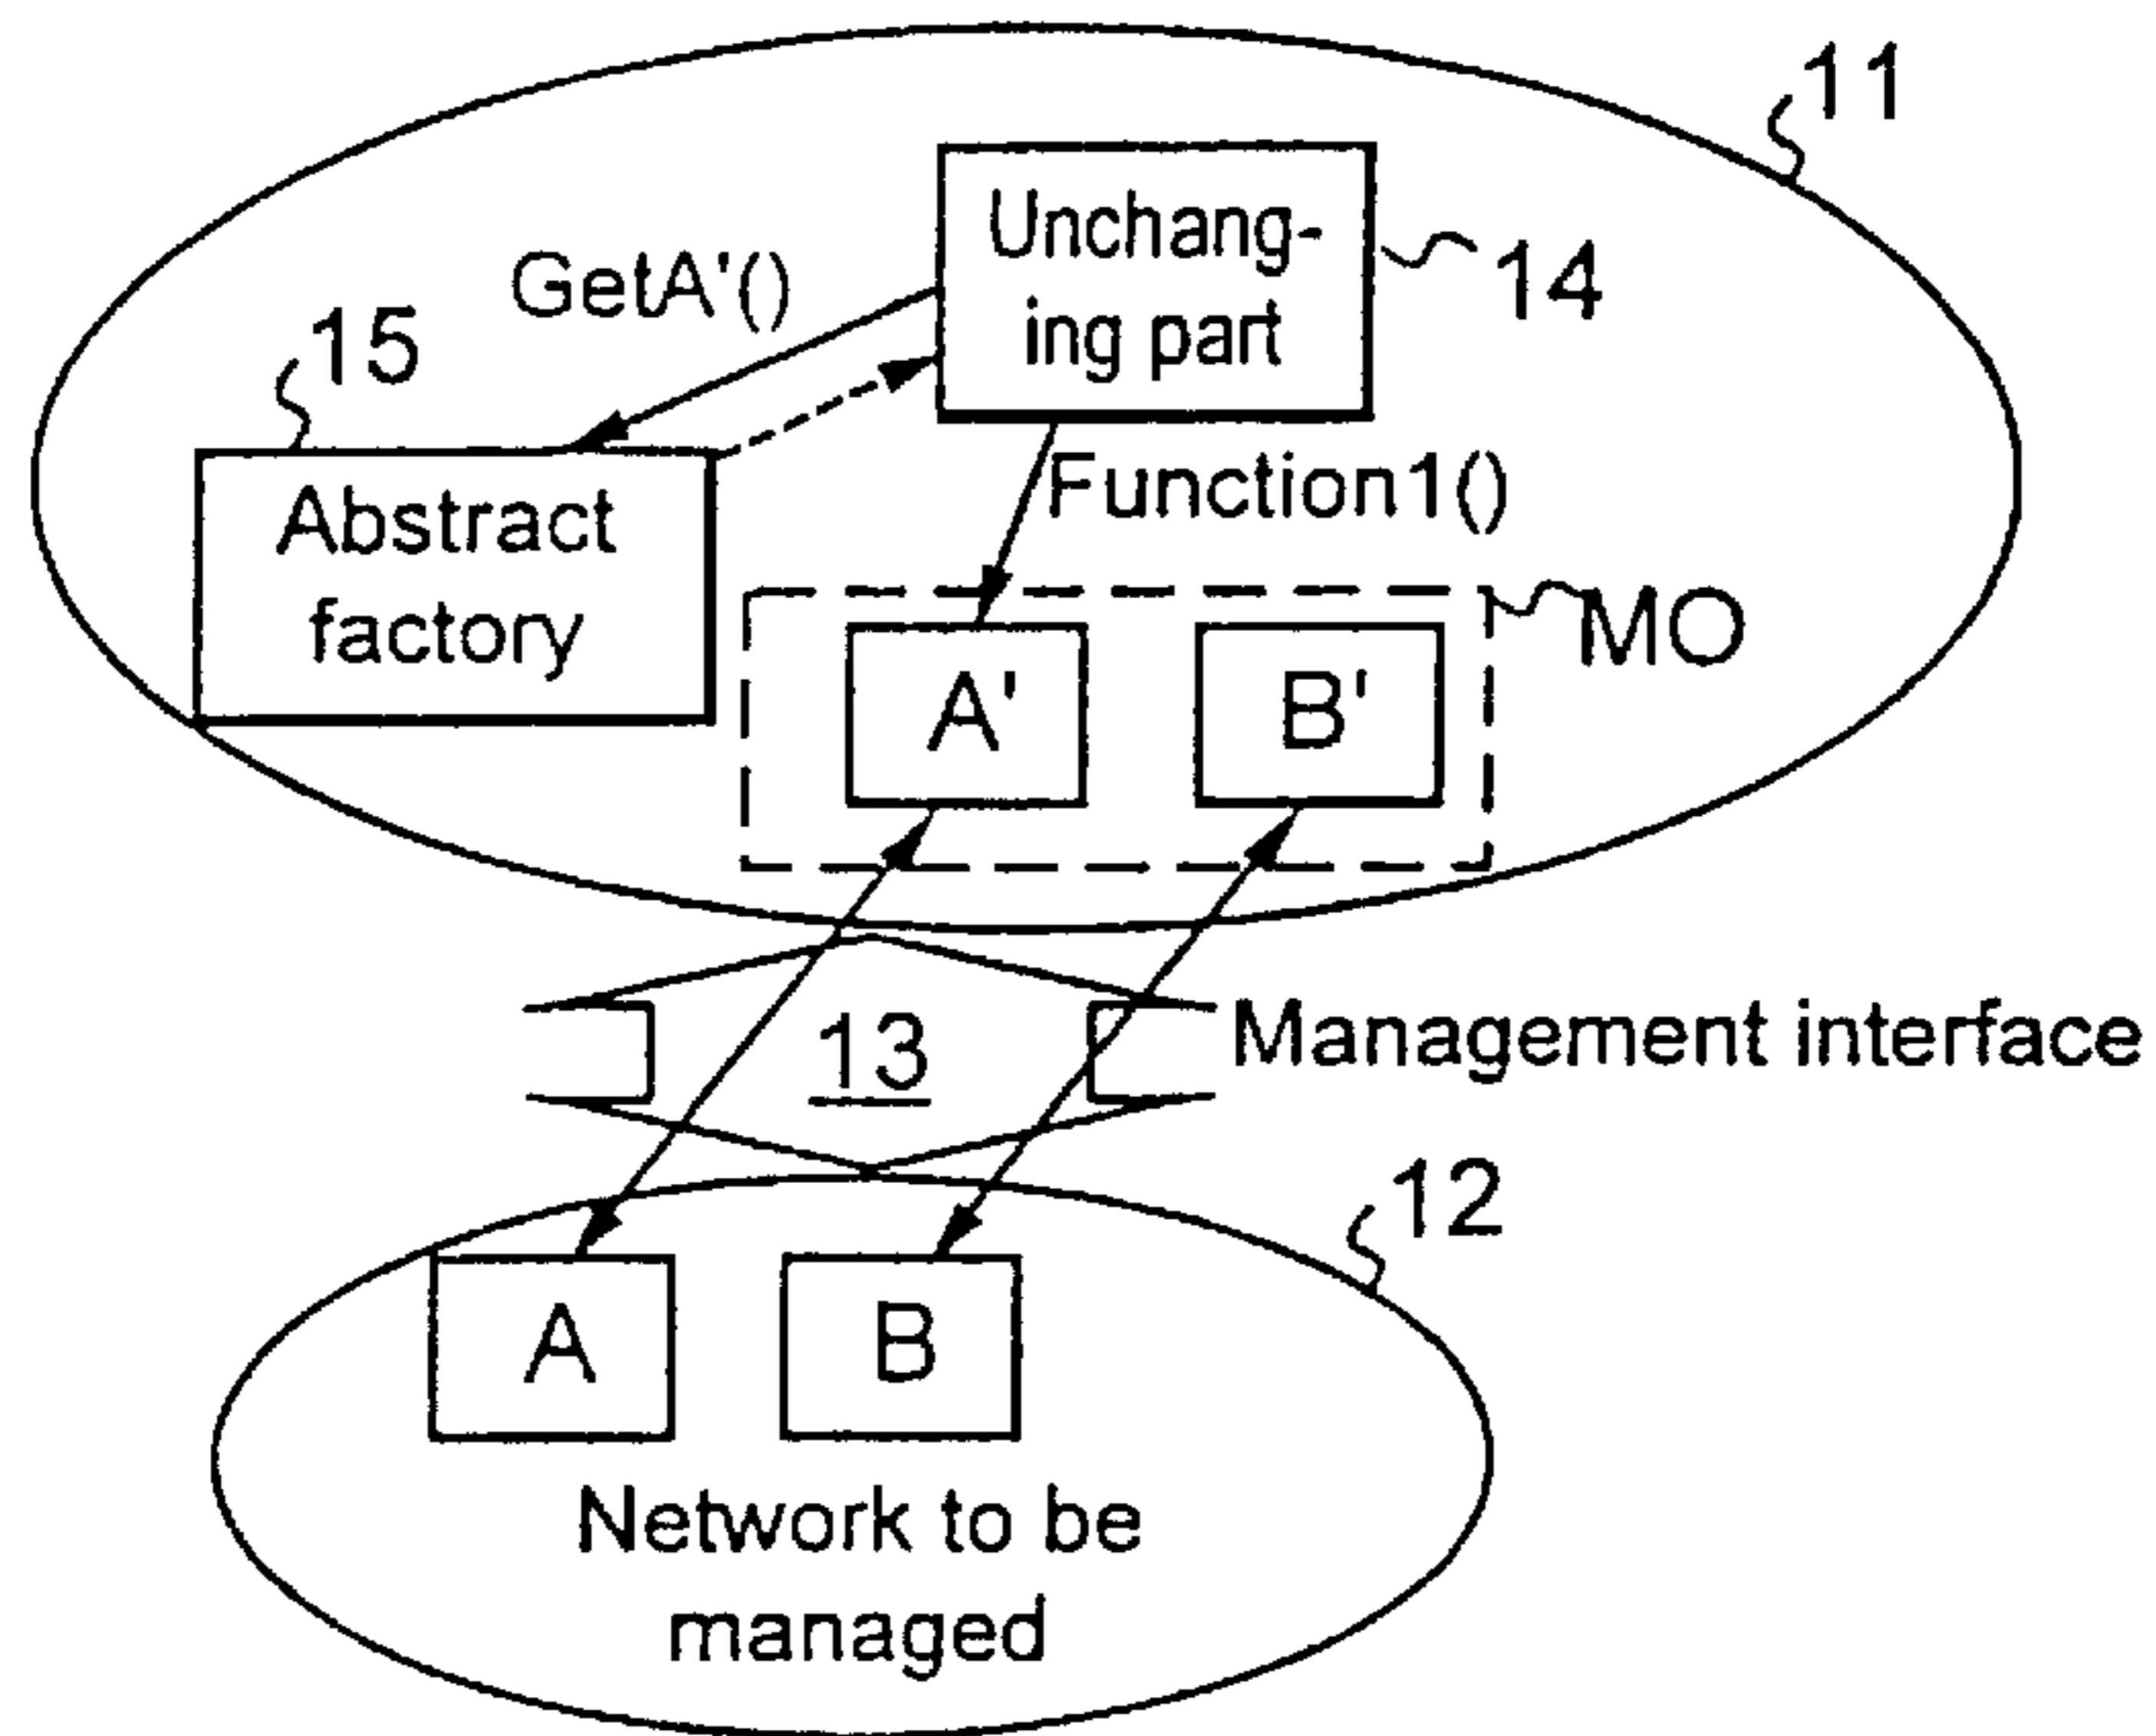 11
Unchang-
ing part
14
GetA'()
15
Function1()
Abstract
factory
MO
A'
B'
13
Management interface
12
A
B
Network to be
managed